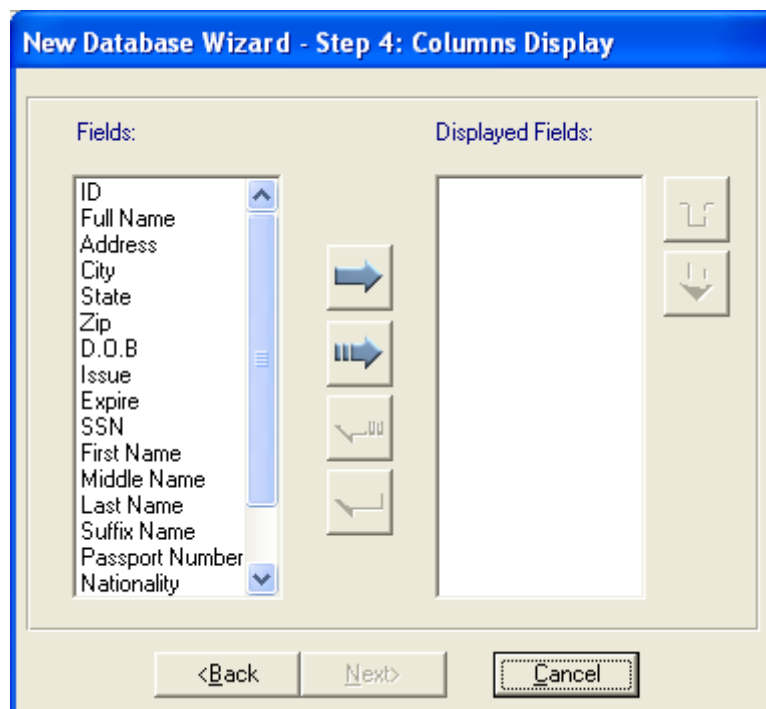 New Database Wizard - Step 4: Columns Display
Fields:
Displayed Fields:
ID
Full Name
Address
City
State
Zip
D.O.B
Issue
Expire
SSN
First Name
Middle Name
Last Name
Suffix Name
Passport Number
Nationality
<Back
Next>
Cancel